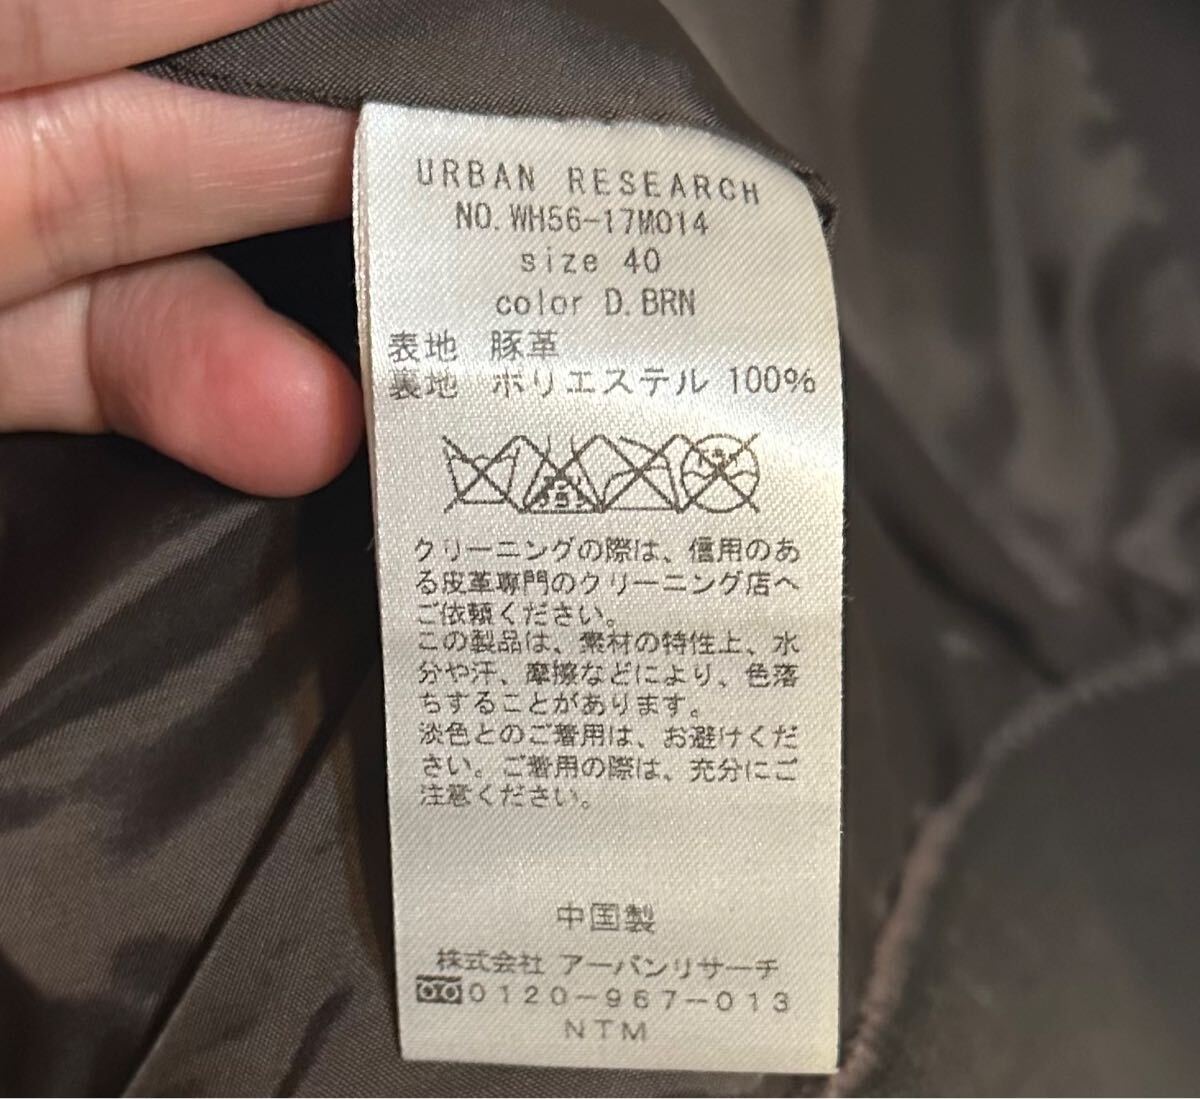 URBAN RESEARCH
NO. WH56-17M014
size 40
color D.BRN
表地 豚革
裏地 ポリエステル 100%
クリーニングの際は、信用のあ
る皮革専門のクリーニング店へ
ご依頼ください。
この製品は、素材の特性上、水
分や汗、摩擦などにより、色落
ちすることがあります。
淡色とのご着用は、お避けくだ
さい。ご着用の際は、充分にご
注意ください。
中国製
株式会社 アーバンリサーチ
0120-967-013
NTM